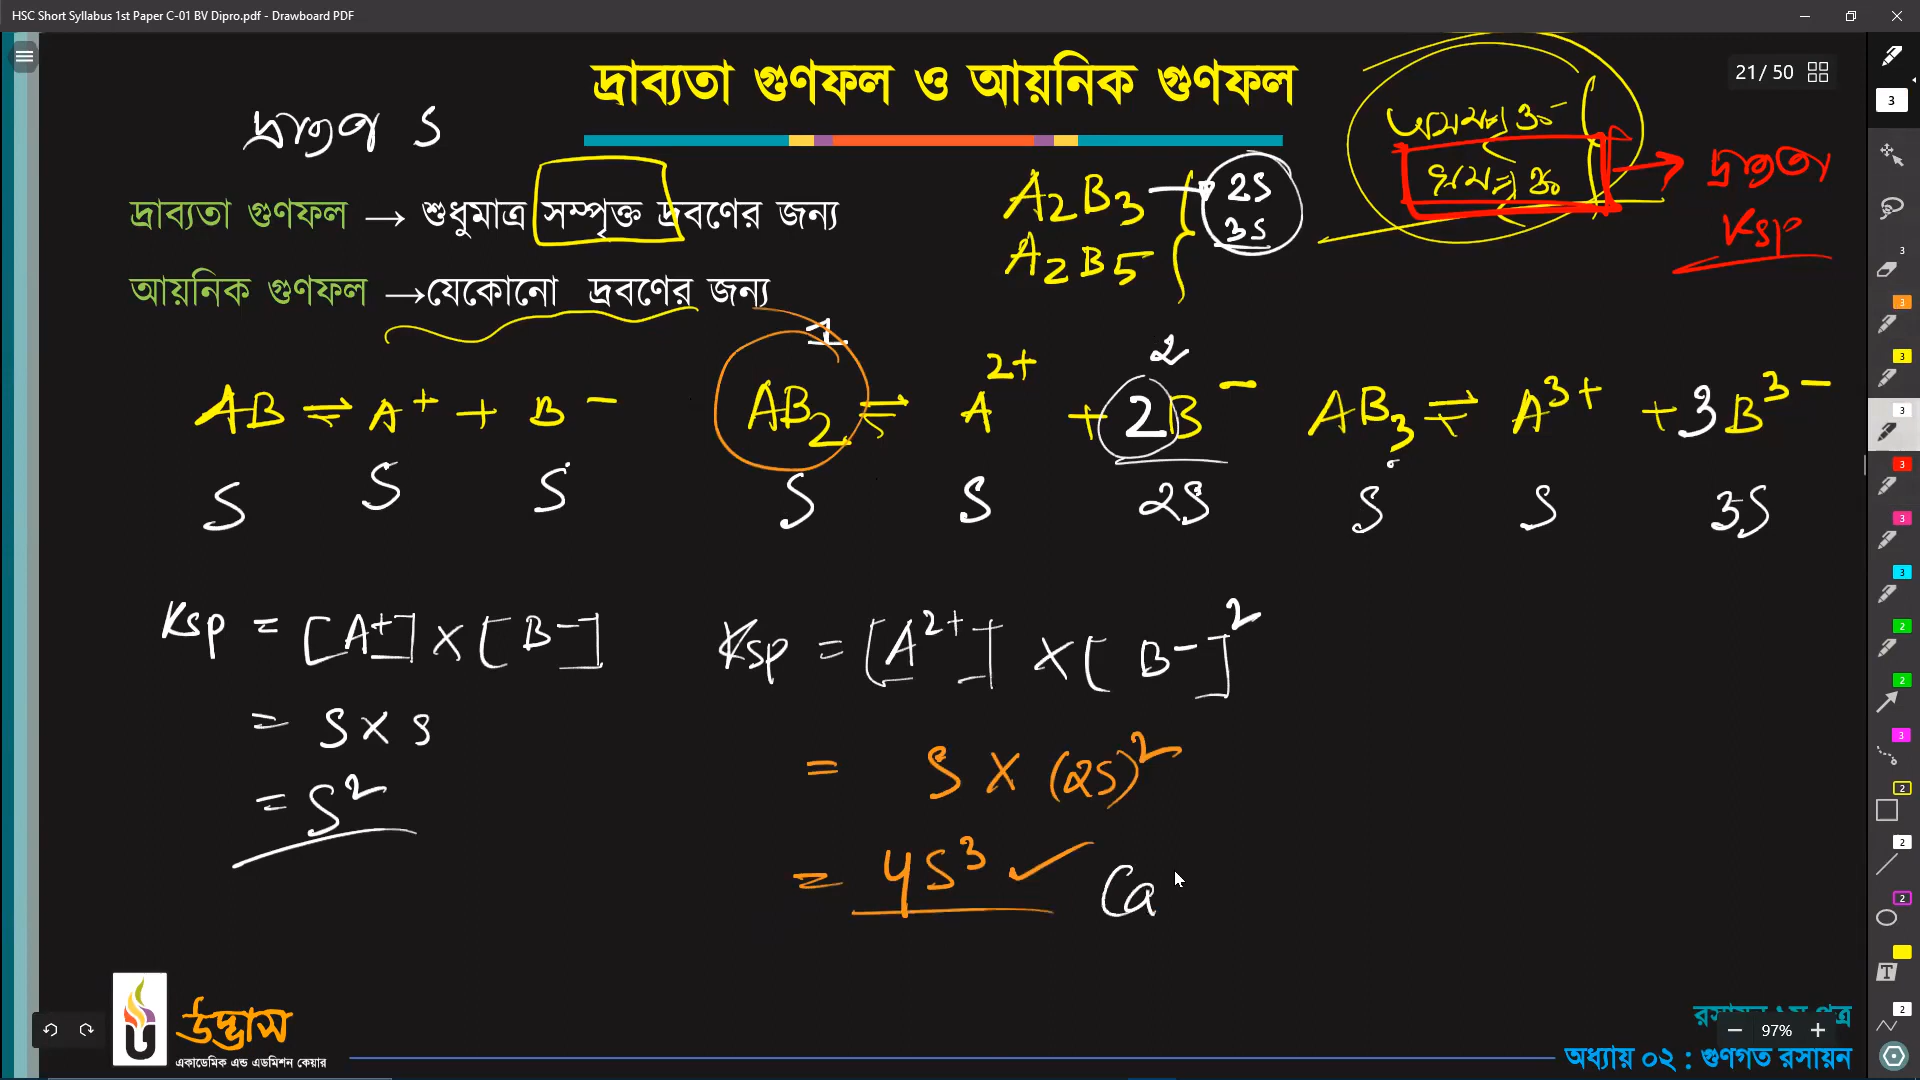 HSC Short Syllabus 1st Paper C-01 BV Dipro.pdf - Drawboard PDF
দ্রাব্যতা গুণফল ও আয়নিক গুণফল
21 / 50
S
দ্রাব্যতা গুণফল → শুধুমাত্র সম্পৃক্ত দ্রবণের জন্য
A2B3 → 2S
3S
A2B5
Ksp
আয়নিক গুণফল →যেকোনো দ্রবণের জন্য
1
2
AB ⇌ A+ + B−
AB2 ⇌ A2+ + 2B−
AB3 ⇌ A3+ + 3B3−
S S S
S S 2S
S S 3S
Ksp = [A+] × [B−]
= S × S
= S2
Ksp = [A2+] × [B−]2
= S × (2S)2
= 4S3 ✓ Ca
উদ্ভাস
একাডেমিক এন্ড এডমিশন কেয়ার
97%
অধ্যায় ০২ : গুণগত রসায়ন